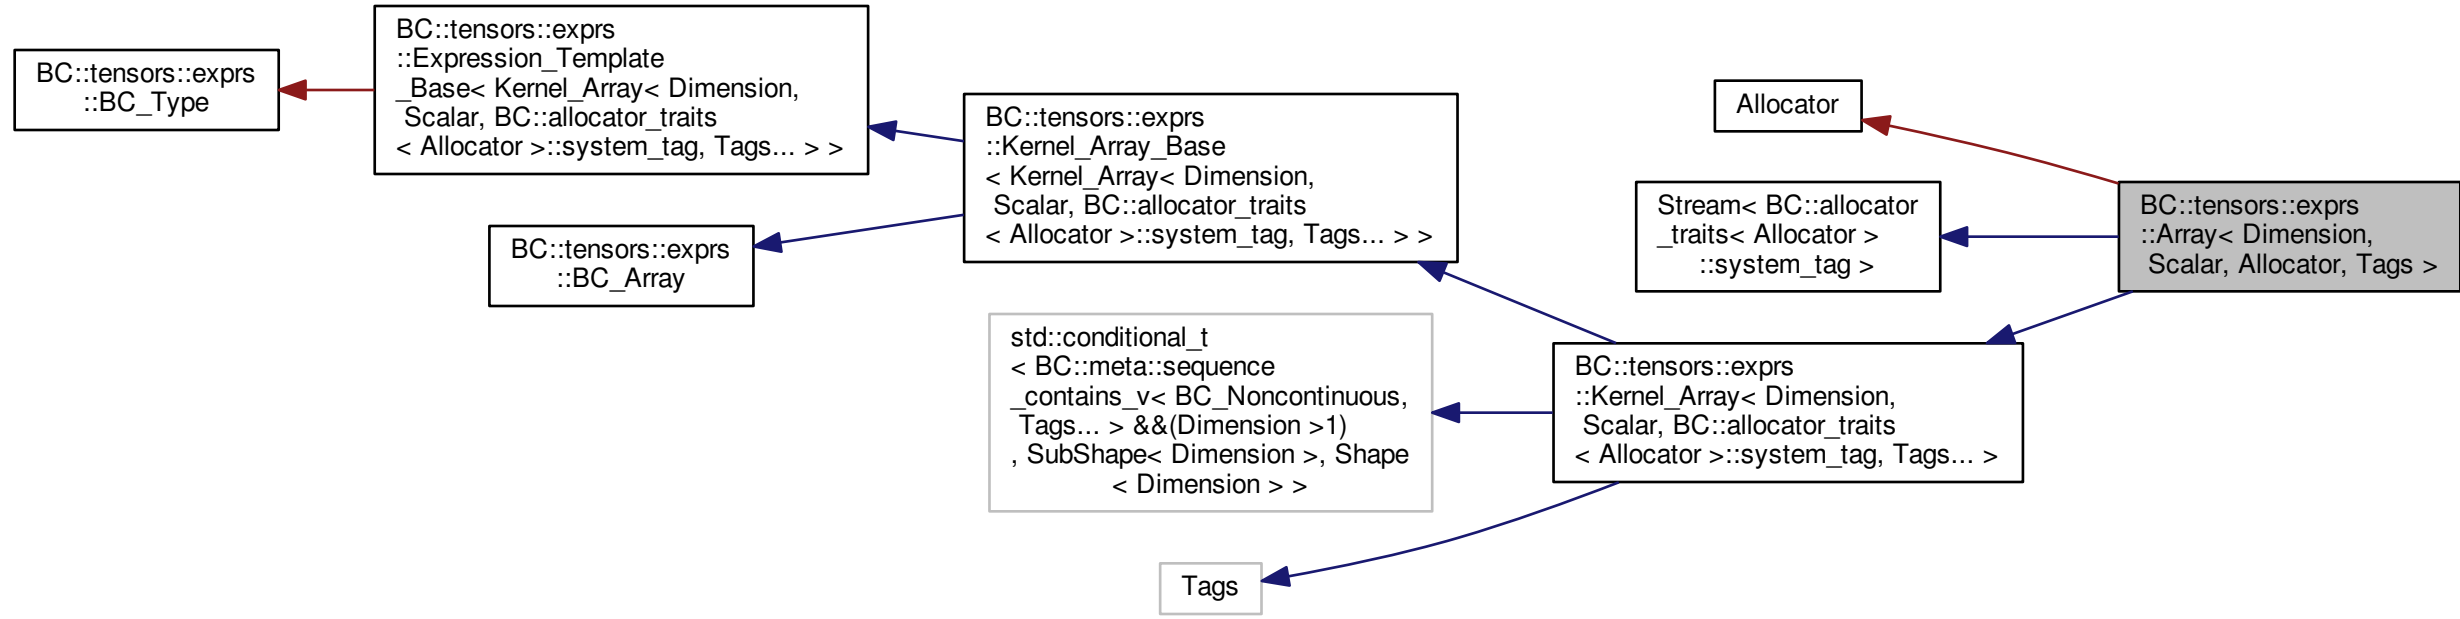 BC::tensors::exprs
::BC_Type
BC::tensors::exprs
::Expression_Template
_Base< Kernel_Array< Dimension,
Scalar, BC::allocator_traits
< Allocator >::system_tag, Tags... > >
BC::tensors::exprs
::BC_Array
BC::tensors::exprs
::Kernel_Array_Base
< Kernel_Array< Dimension,
Scalar, BC::allocator_traits
< Allocator >::system_tag, Tags... > >
std::conditional_t
< BC::meta::sequence
_contains_v< BC_Noncontinuous,
Tags... > &&(Dimension >1)
, SubShape< Dimension >, Shape
< Dimension > >
Tags
Allocator
Stream< BC::allocator
_traits< Allocator >
::system_tag >
BC::tensors::exprs
::Kernel_Array< Dimension,
Scalar, BC::allocator_traits
< Allocator >::system_tag, Tags... >
BC::tensors::exprs
::Array< Dimension,
Scalar, Allocator, Tags >